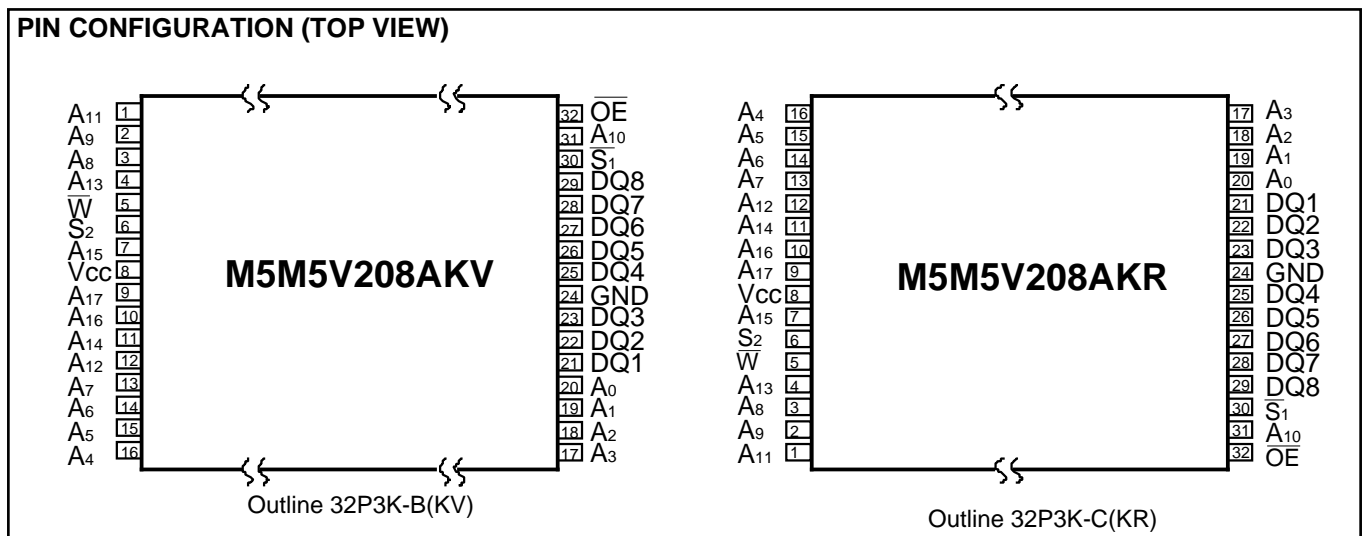 PIN CONFIGURATION (TOP VIEW)
A11 1
A9 2
A8 3
A13 4
W̅ 5
S2 6
A15 7
Vcc 8
A17 9
A16 10
A14 11
A12 12
A7 13
A6 14
A5 15
A4 16
M5M5V208AKV
32 O̅E̅
31 A10
30 S̅1
29 DQ8
28 DQ7
27 DQ6
26 DQ5
25 DQ4
24 GND
23 DQ3
22 DQ2
21 DQ1
20 A0
19 A1
18 A2
17 A3
Outline 32P3K-B(KV)
A4 16
A5 15
A6 14
A7 13
A12 12
A14 11
A16 10
A17 9
Vcc 8
A15 7
S2 6
W̅ 5
A13 4
A8 3
A9 2
A11 1
M5M5V208AKR
17 A3
18 A2
19 A1
20 A0
21 DQ1
22 DQ2
23 DQ3
24 GND
25 DQ4
26 DQ5
27 DQ6
28 DQ7
29 DQ8
30 S̅1
31 A10
32 O̅E̅
Outline 32P3K-C(KR)